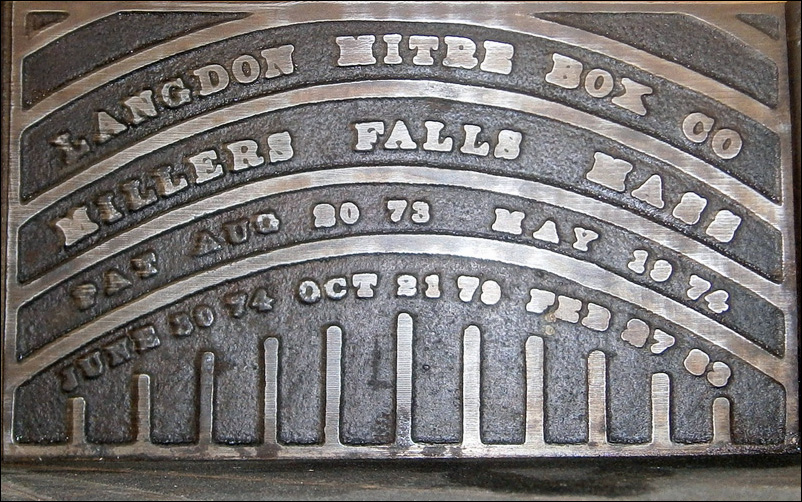 LANGDON MITRE BOX CO
MILLERS FALLS MASS
PAT AUG 20 73 MAY 19 74
JUNE 30 74 OCT 21 79 FEB 27 83